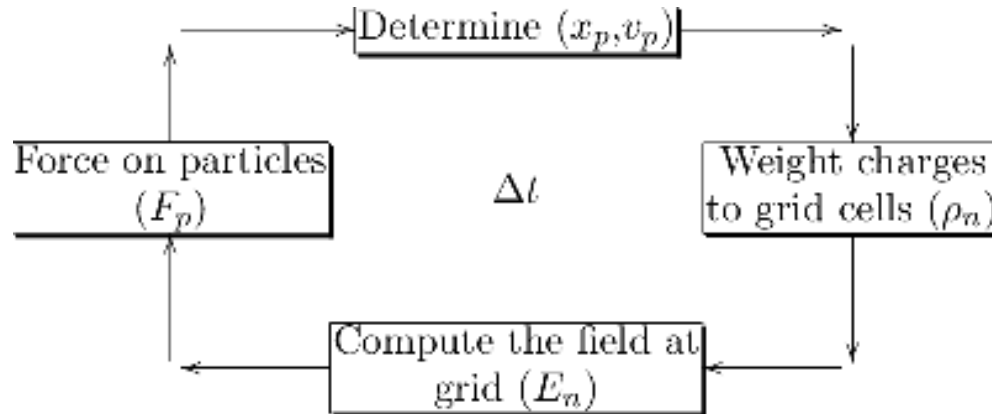 Determine (x_p,v_p)
Force on particles
(F_p)
Δt
Weight charges
to grid cells (ρ_n)
Compute the field at
grid (E_n)